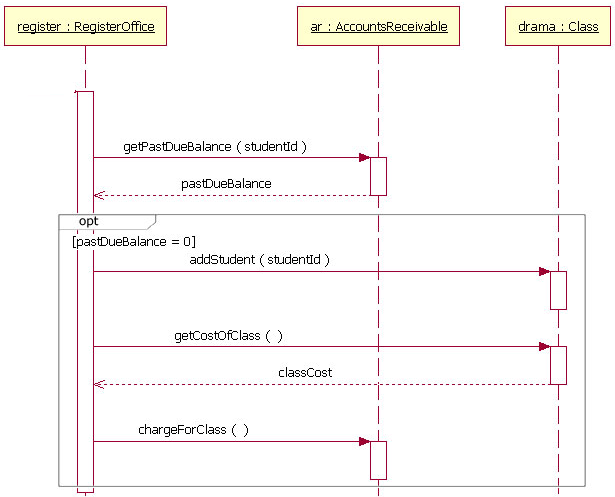 register : RegisterOffice
ar : AccountsReceivable
drama : Class
getPastDueBalance ( studentId )
pastDueBalance
opt
[pastDueBalance = 0]
addStudent ( studentId )
getCostOfClass (  )
classCost
chargeForClass (  )